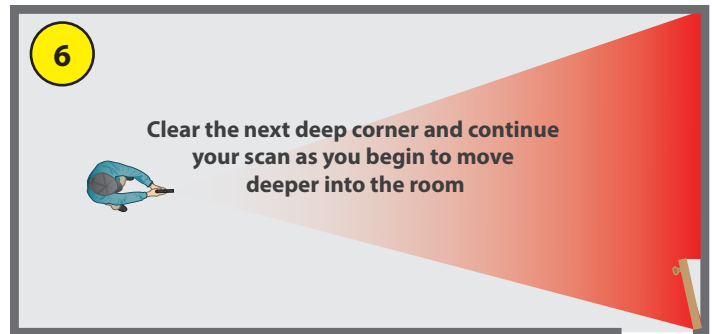 6
Clear the next deep corner and continue
your scan as you begin to move
deeper into the room